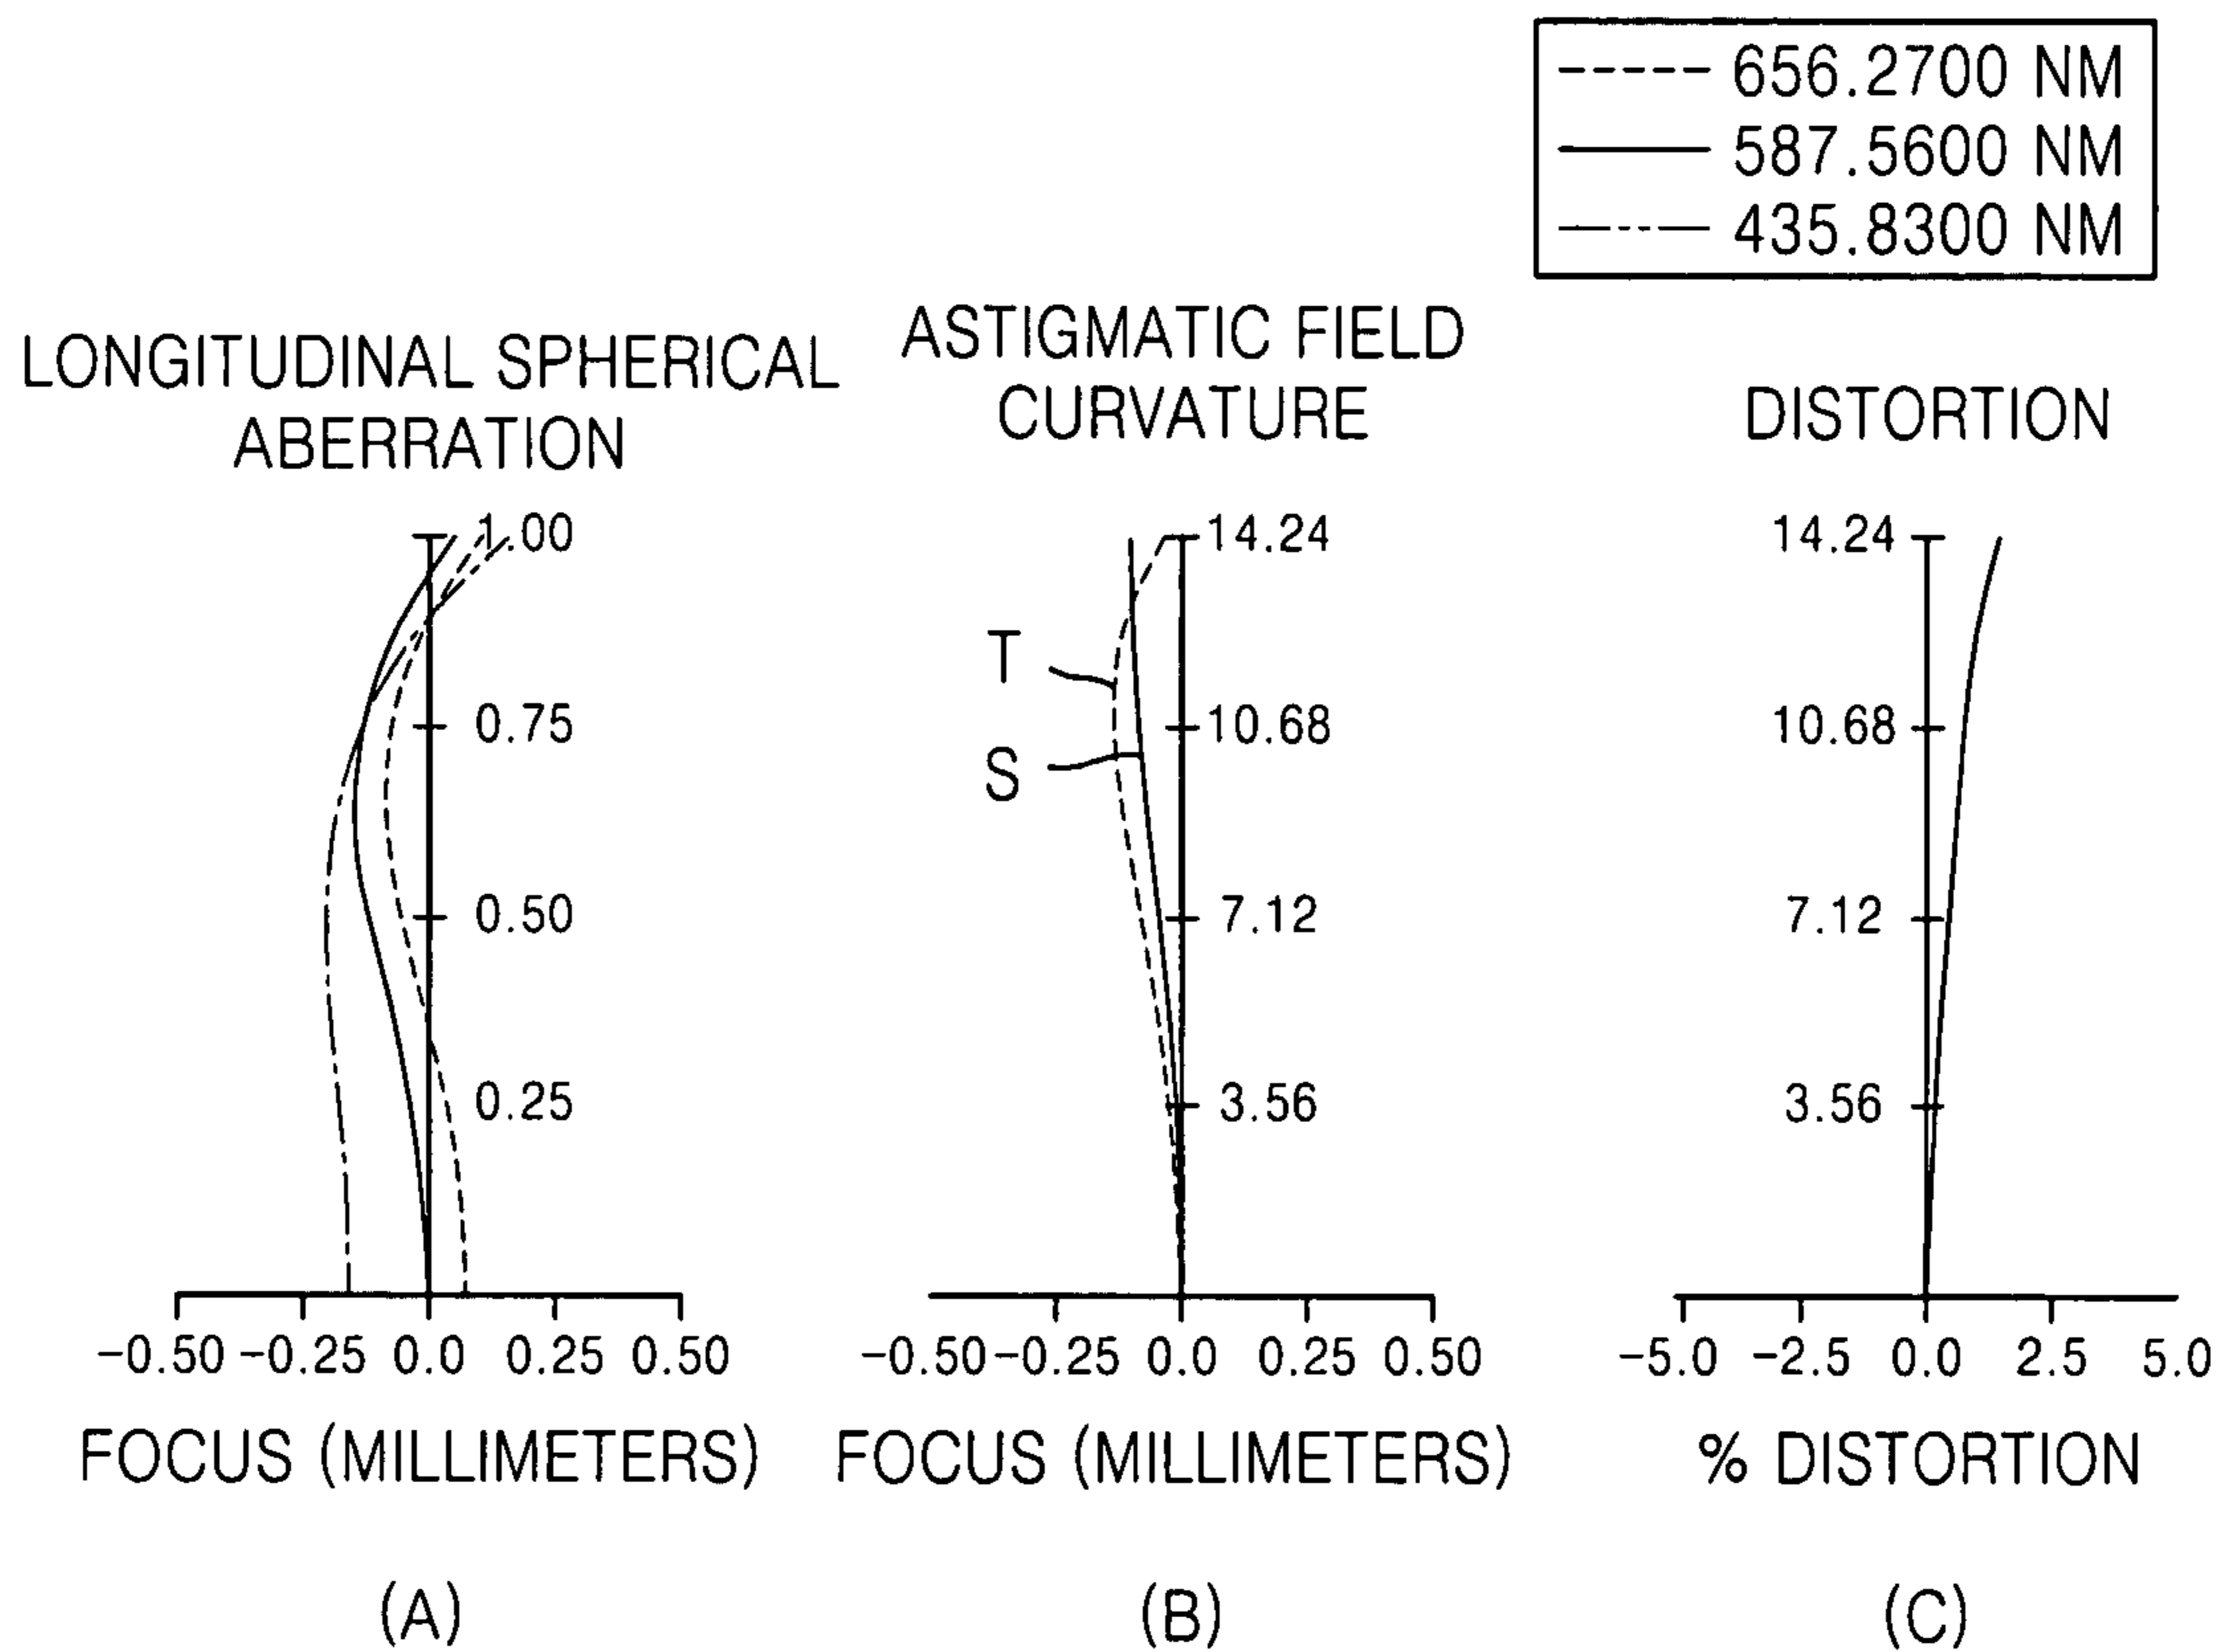 656.2700 NM
587.5600 NM
435.8300 NM
LONGITUDINAL SPHERICAL
ABERRATION
1.00
0.75
0.50
0.25
-0.50 -0.25 0.0 0.25 0.50
FOCUS (MILLIMETERS)
(A)
ASTIGMATIC FIELD
CURVATURE
14.24
T
10.68
S
7.12
3.56
-0.50 -0.25 0.0 0.25 0.50
FOCUS (MILLIMETERS)
(B)
DISTORTION
14.24
10.68
7.12
3.56
-5.0 -2.5 0.0 2.5 5.0
% DISTORTION
(C)